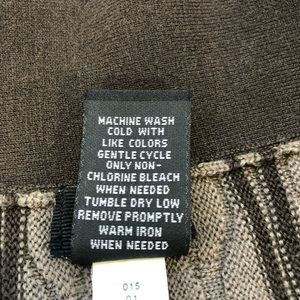 MACHINE WASH
COLD WITH
LIKE COLORS
GENTLE CYCLE
ONLY NON-
CHLORINE BLEACH
WHEN NEEDED
TUMBLE DRY LOW
REMOVE PROMPTLY
WARM IRON
WHEN NEEDED
015
01